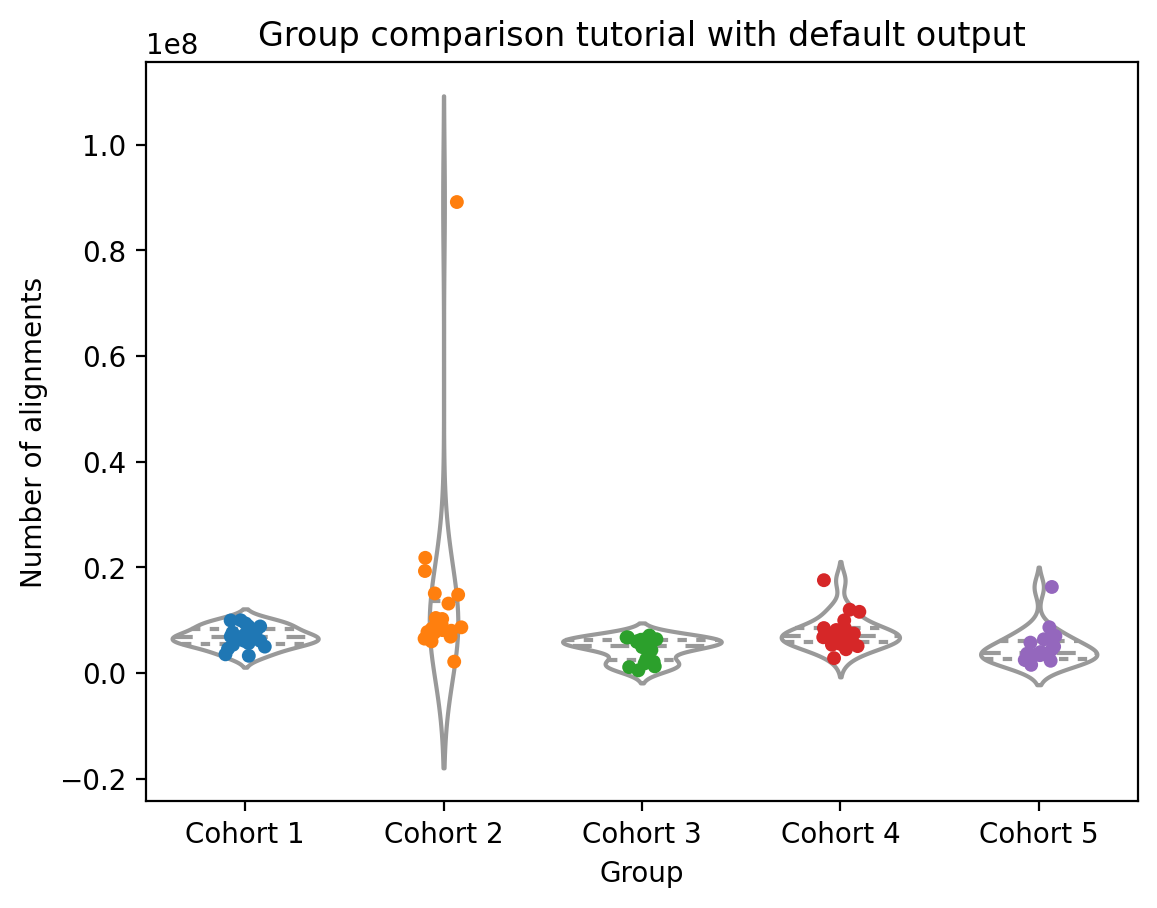 Group comparison tutorial with default output
1e8
1.0
0.8
0.6
0.4
0.2
0.0
−0.2
Number of alignments
Cohort 1
Cohort 2
Cohort 3
Cohort 4
Cohort 5
Group